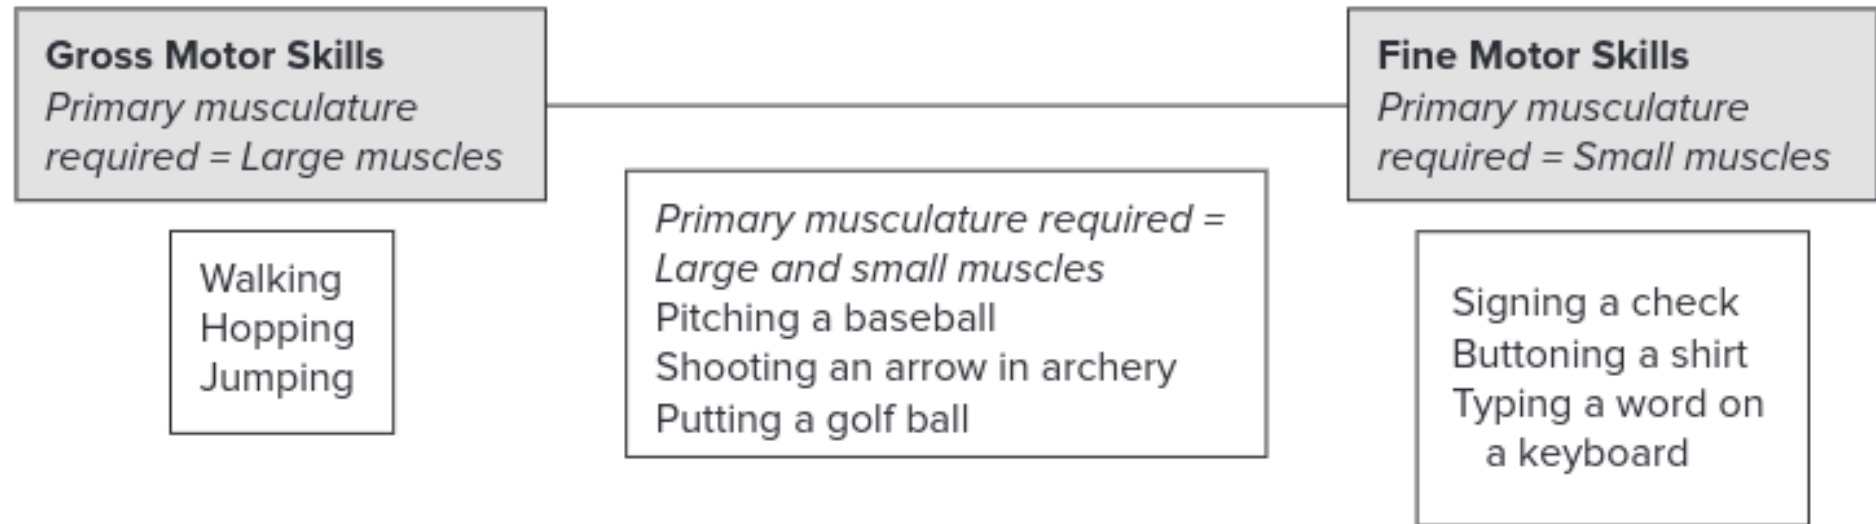 Gross Motor Skills
Primary musculature
required = Large muscles
Walking
Hopping
Jumping
Primary musculature required =
Large and small muscles
Pitching a baseball
Shooting an arrow in archery
Putting a golf ball
Fine Motor Skills
Primary musculature
required = Small muscles
Signing a check
Buttoning a shirt
Typing a word on
a keyboard